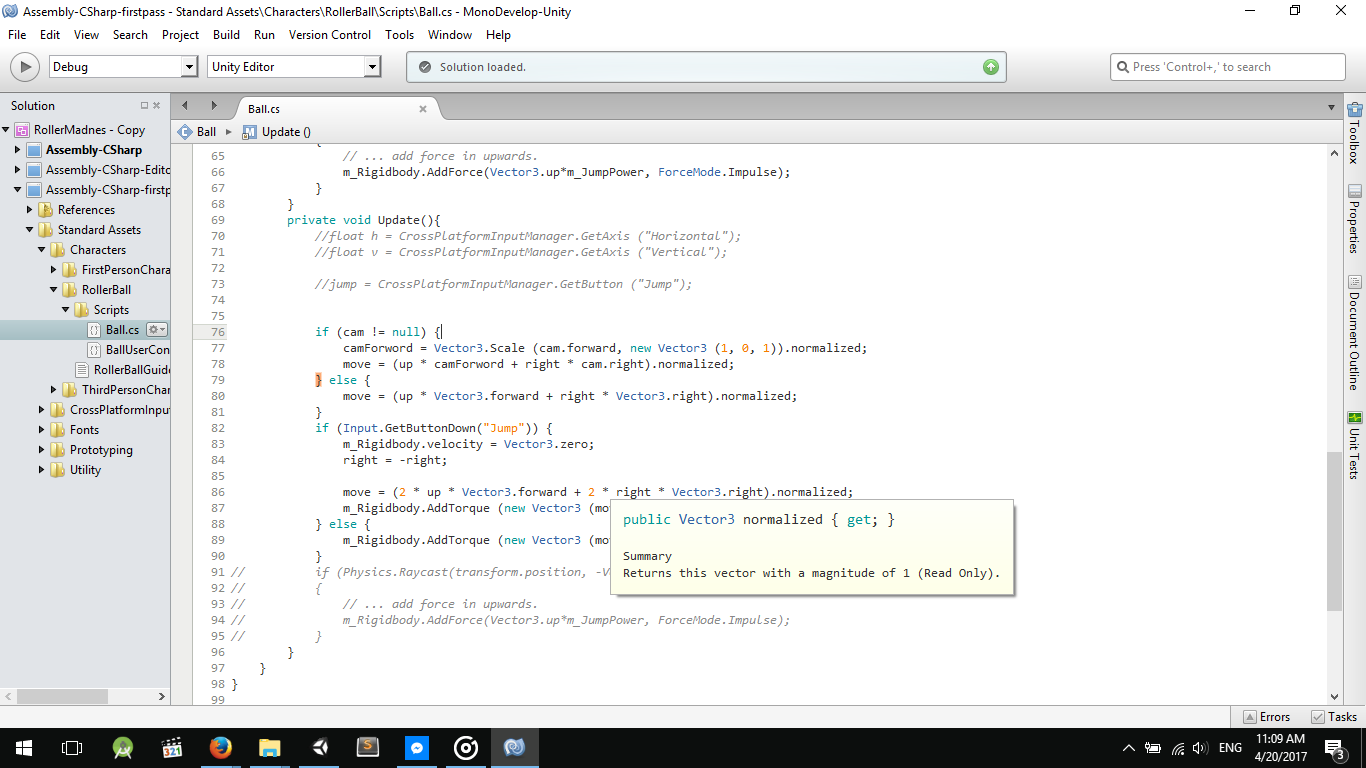 Assembly-CSharp-firstpass - Standard Assets\Characters\RollerBall\Scripts\Ball.cs - MonoDevelop-Unity
File Edit View Search Project Build Run Version Control Tools Window Help
Debug Unity Editor Solution loaded. Press 'Control+,' to search
Solution
RollerMadnes - Copy
Assembly-CSharp
Assembly-CSharp-Edito
Assembly-CSharp-firstp
References
Standard Assets
Characters
FirstPersonChara
RollerBall
Scripts
Ball.cs
BallUserCon
RollerBallGuide
ThirdPersonChar
CrossPlatformInpu
Fonts
Prototyping
Utility
Ball.cs
Ball Update ()
{
65 // ... add force in upwards.
66 m_Rigidbody.AddForce(Vector3.up*m_JumpPower, ForceMode.Impulse);
67 }
68 }
69 private void Update(){
70 //float h = CrossPlatformInputManager.GetAxis ("Horizontal");
71 //float v = CrossPlatformInputManager.GetAxis ("Vertical");
72
73 //jump = CrossPlatformInputManager.GetButton ("Jump");
74
75
76 if (cam != null) {
77 camForword = Vector3.Scale (cam.forward, new Vector3 (1, 0, 1)).normalized;
78 move = (up * camForword + right * cam.right).normalized;
79 } else {
80 move = (up * Vector3.forward + right * Vector3.right).normalized;
81 }
82 if (Input.GetButtonDown("Jump")) {
83 m_Rigidbody.velocity = Vector3.zero;
84 right = -right;
85
86 move = (2 * up * Vector3.forward + 2 * right * Vector3.right).normalized;
87 m_Rigidbody.AddTorque (new Vector3 (mo
88 } else {
89 m_Rigidbody.AddTorque (new Vector3 (mo
90 }
91 // if (Physics.Raycast(transform.position, -V
92 // {
93 // // ... add force in upwards.
94 // m_Rigidbody.AddForce(Vector3.up*m_JumpPower, ForceMode.Impulse);
95 // }
96 }
97 }
98 }
99
public Vector3 normalized { get; }
Summary
Returns this vector with a magnitude of 1 (Read Only).
Toolbox
Properties
Document Outline
Unit Tests
Errors Tasks
321
S
ENG
11:09 AM
4/20/2017
3